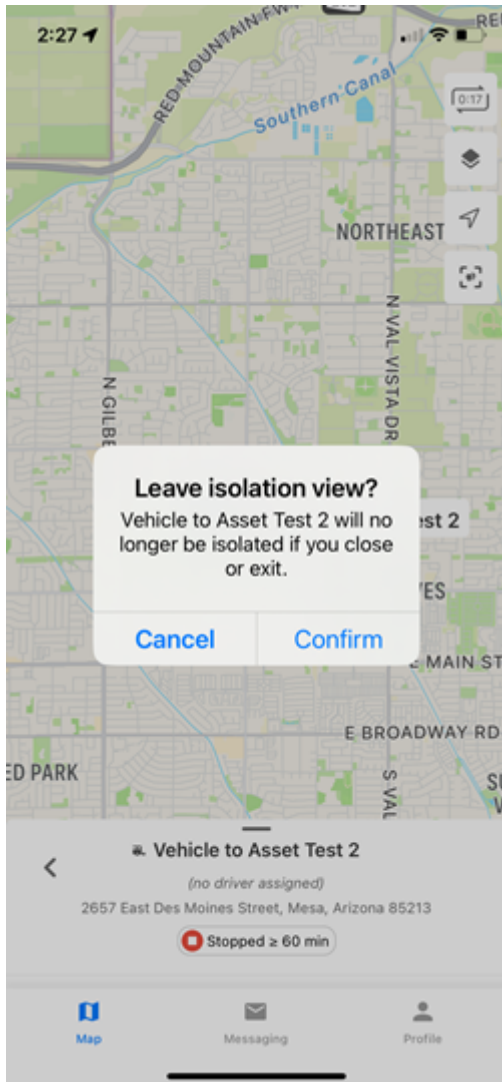 2:27
RE
RED MOUNTAIN FW
Southern Canal
0:17
NORTHEAST
N VAL VISTA DR
N GILBE
Leave isolation view?
Vehicle to Asset Test 2 will no
longer be isolated if you close
or exit.
est 2
YES
Cancel Confirm
E MAIN ST
E BROADWAY RD
ED PARK
S VAL
Vehicle to Asset Test 2
(no driver assigned)
2657 East Des Moines Street, Mesa, Arizona 85213
Stopped ≥ 60 min
Map Messaging Profile